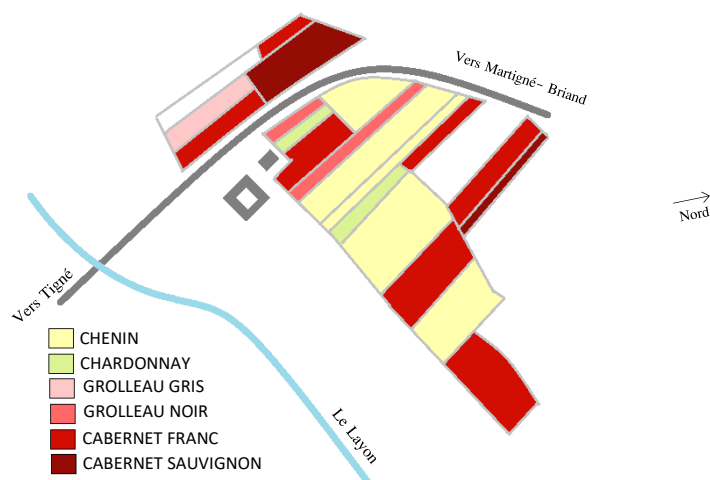 Vers Martigné- Briand
Nord
Vers Tigné
CHENIN
CHARDONNAY
GROLLEAU GRIS
GROLLEAU NOIR
CABERNET FRANC
CABERNET SAUVIGNON
Le Layon